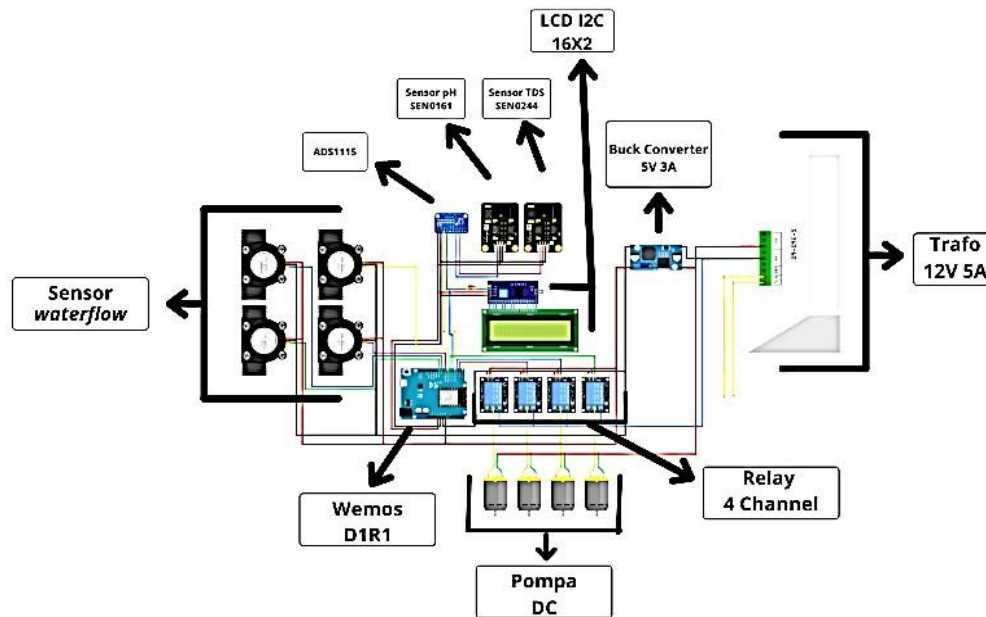 LCD I2C
16X2
Sensor pH
SEN0161
Sensor TDS
SEN0244
ADS1115
Buck Converter
5V 3A
Trafo
12V 5A
Sensor
waterflow
Wemos
D1R1
Relay
4 Channel
Pompa
DC